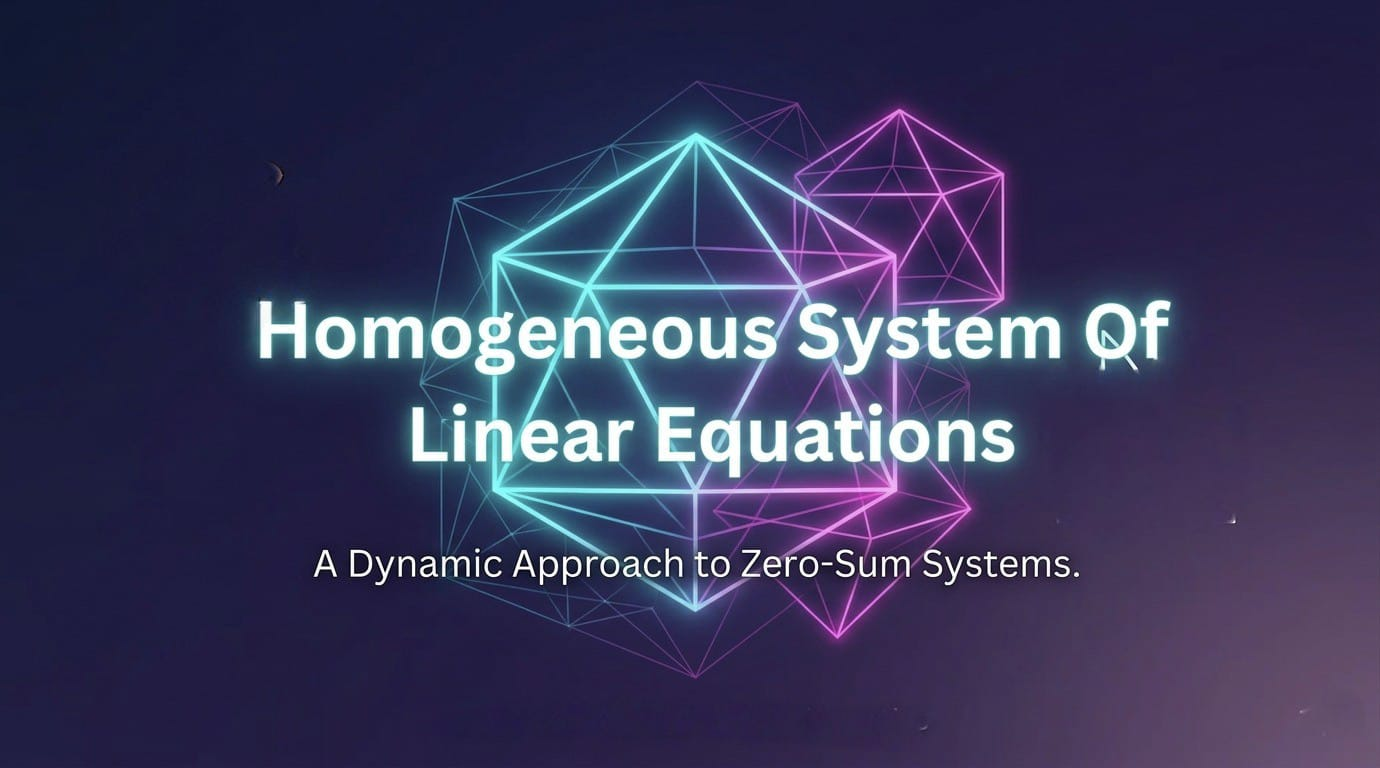 Homogeneous System Of
Linear Equations
A Dynamic Approach to Zero-Sum Systems.